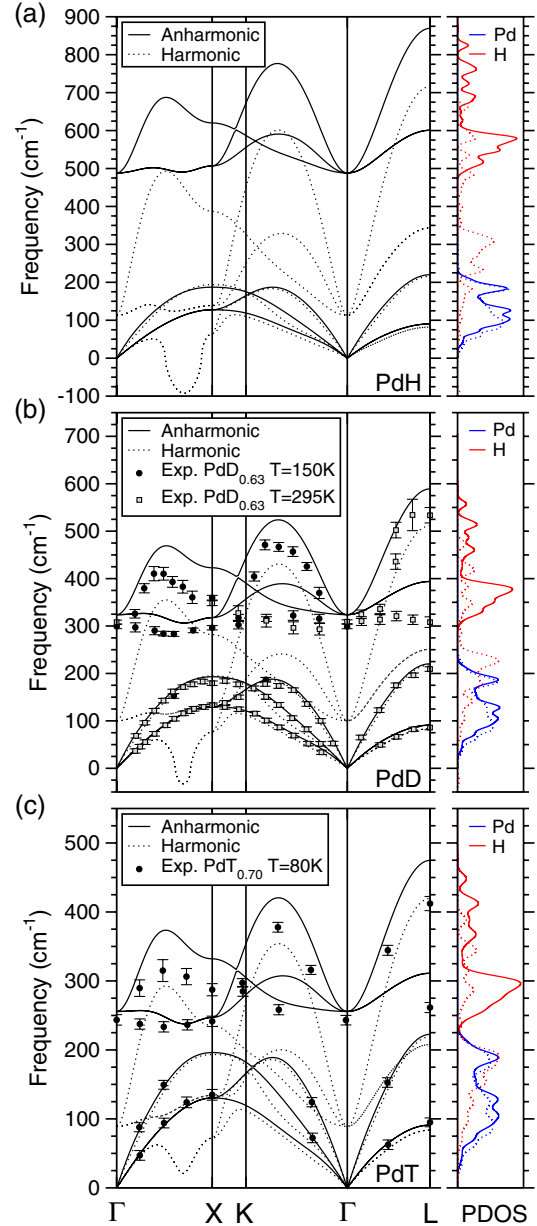 (a)
900
800
700
600
500
400
300
200
100
0
-100
Frequency (cm⁻¹)
Anharmonic
Harmonic
Pd
H
PdH
(b)
700
600
500
400
300
200
100
0
Frequency (cm⁻¹)
Anharmonic
Harmonic
Exp. PdD₀.₆₃ T=150K
Exp. PdD₀.₆₃ T=295K
Pd
H
PdD
(c)
500
400
300
200
100
0
Frequency (cm⁻¹)
Anharmonic
Harmonic
Exp. PdT₀.₇₀ T=80K
Pd
H
PdT
Γ X K Γ L PDOS